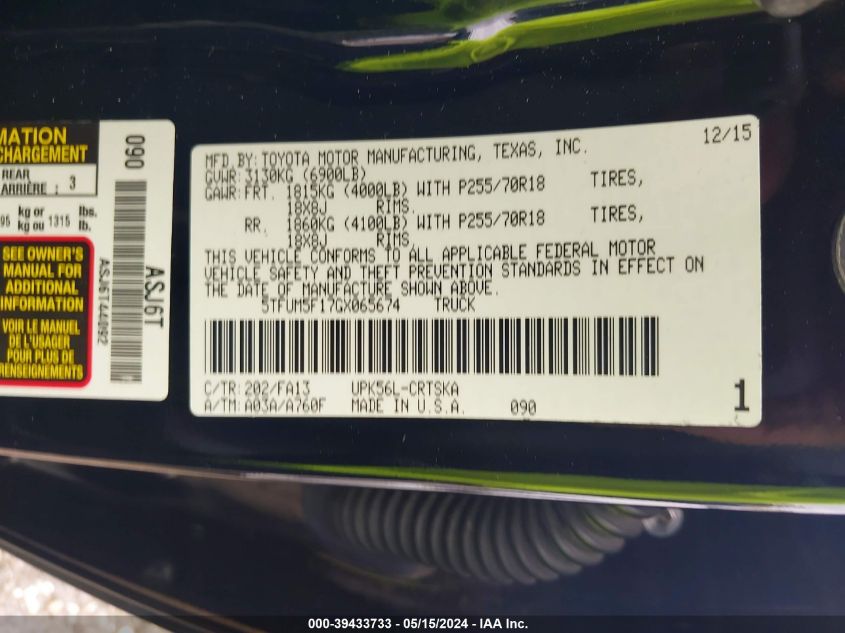 MATION
CHARGEMENT
REAR
ARRIÈRE : 3
95 kg or 1315 lbs.
kg ou lb.
SEE OWNER'S
MANUAL FOR
ADDITIONAL
INFORMATION
VOIR LE MANUEL
DE L'USAGER
POUR PLUS DE
RENSEIGNEMENTS
090
ASJ6T
ASJ6T44092
12/15
MFD.BY: TOYOTA MOTOR MANUFACTURING, TEXAS, INC.
GVWR: 3130KG (6900LB)
GAWR: FRT. 1815KG (4000LB) WITH P255/70R18 TIRES,
18X8J RIMS.
RR. 1860KG (4100LB) WITH P255/70R18 TIRES,
18X8J RIMS,
THIS VEHICLE CONFORMS TO ALL APPLICABLE FEDERAL MOTOR
VEHICLE SAFETY AND THEFT PREVENTION STANDARDS IN EFFECT ON
THE DATE OF MANUFACTURE SHOWN ABOVE.
5TFUM5F17GX065674 TRUCK
C/TR: 202/FA13 UPK56L-CRTSKA
A/TM: A03A/A760F MADE IN U.S.A. 090
1
000-39433733 - 05/15/2024 - IAA Inc.